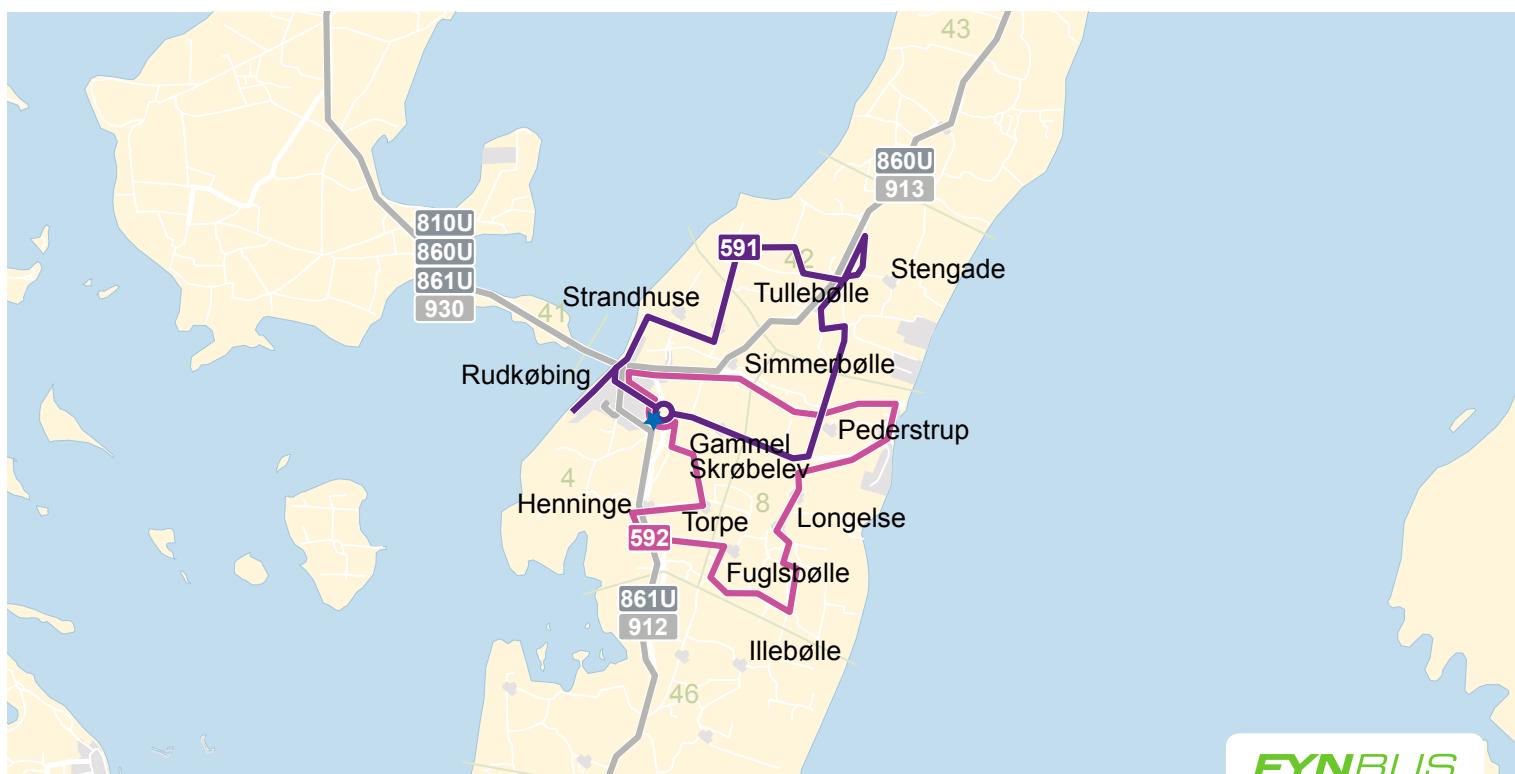 43
860U
913
810U
860U
861U
930
591
42
Stengade
Tullebølle
Strandhuse
41
Simmerbølle
Rudkøbing
Pederstrup
Gammel
Skrøbelev
4
8
Henninge
Torpe
Longelse
592
Fuglsbølle
861U
912
Illebølle
46
FYNBUS